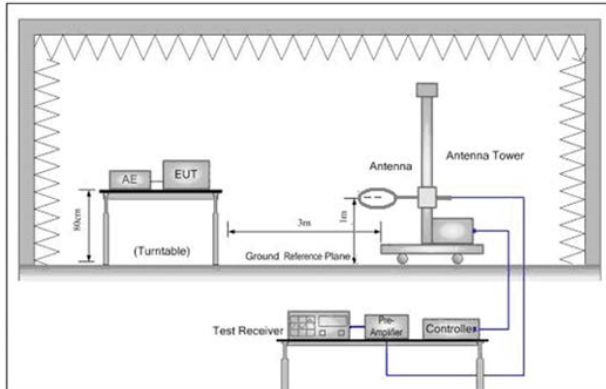 AE
EUT
Antenna
Antenna Tower
80cm
3m
1m
(Turntable)
Ground Reference Plane
Test Receiver
Pre-
Amplifier
Controller